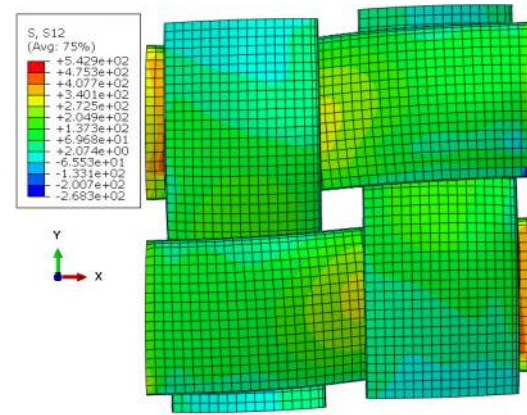 S, S12
(Avg: 75%)
+5.429e+02
+4.753e+02
+4.077e+02
+3.401e+02
+2.725e+02
+2.049e+02
+1.373e+02
+6.968e+01
+2.074e+00
-6.553e+01
-1.331e+02
-2.007e+02
-2.683e+02
Y
X